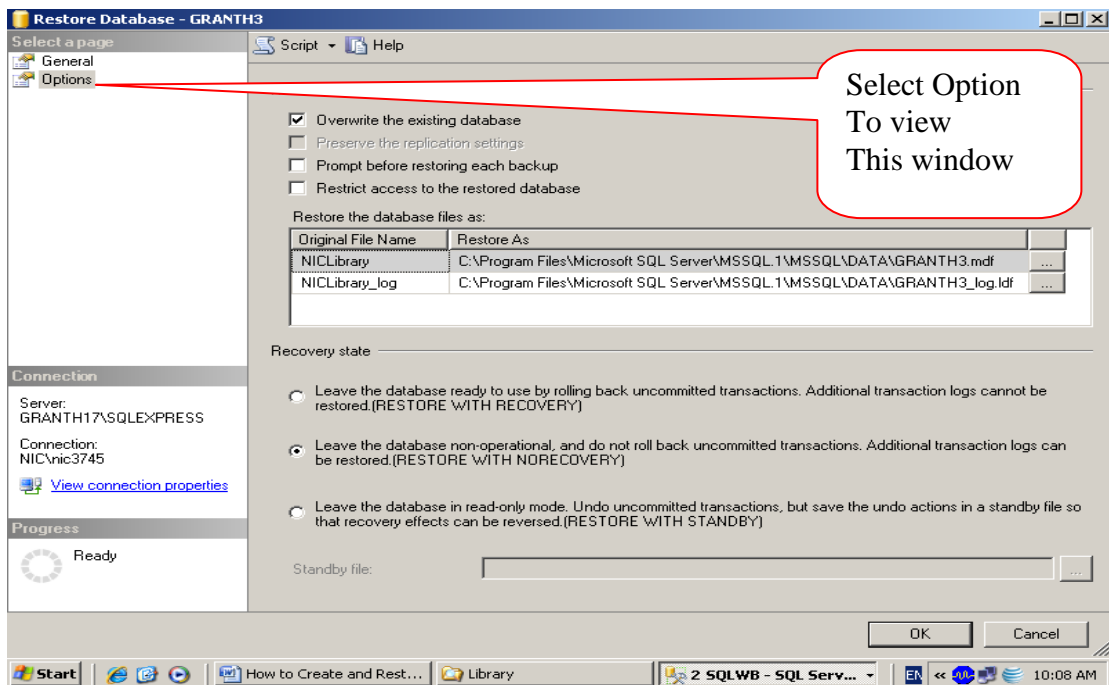 Restore Database - GRANTH3
Select a page
General
Options
Script
Help
Select Option
To view
This window
Overwrite the existing database
Preserve the replication settings
Prompt before restoring each backup
Restrict access to the restored database
Restore the database files as:
Original File Name Restore As
NICLibrary C:\Program Files\Microsoft SQL Server\MSSQL.1\MSSQL\DATA\GRANTH3.mdf ...
NICLibrary_log C:\Program Files\Microsoft SQL Server\MSSQL.1\MSSQL\DATA\GRANTH3_log.ldf ...
Recovery state
Leave the database ready to use by rolling back uncommitted transactions. Additional transaction logs cannot be
restored.(RESTORE WITH RECOVERY)
Leave the database non-operational, and do not roll back uncommitted transactions. Additional transaction logs can
be restored.(RESTORE WITH NORECOVERY)
Leave the database in read-only mode. Undo uncommitted transactions, but save the undo actions in a standby file so
that recovery effects can be reversed.(RESTORE WITH STANDBY)
Standby file: ...
Connection
Server:
GRANTH17\SQLEXPRESS
Connection:
NIC\nic3745
View connection properties
Progress
Ready
OK Cancel
Start How to Create and Rest... Library 2 SQLWB - SQL Serv... EN « 10:08 AM